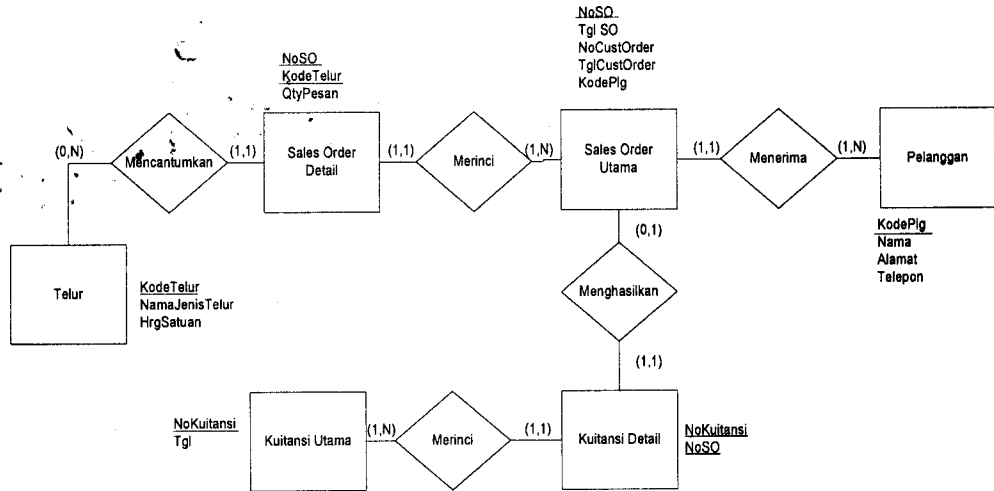 NoSO
Tgl SO
NoCustOrder
TglCustOrder
KodePlg
NoSO
KodeTelur
QtyPesan
(0,N)
Mencantumkan
(1,1)
Sales Order
Detail
(1,1)
Merinci
(1,N)
Sales Order
Utama
(1,1)
Menerima
(1,N)
Pelanggan
KodePlg
Nama
Alamat
Telepon
(0,1)
Telur
KodeTelur
NamaJenisTelur
HrgSatuan
Menghasilkan
(1,1)
NoKuitansi
Tgl
Kuitansi Utama
(1,N)
Merinci
(1,1)
Kuitansi Detail
NoKuitansi
NoSO